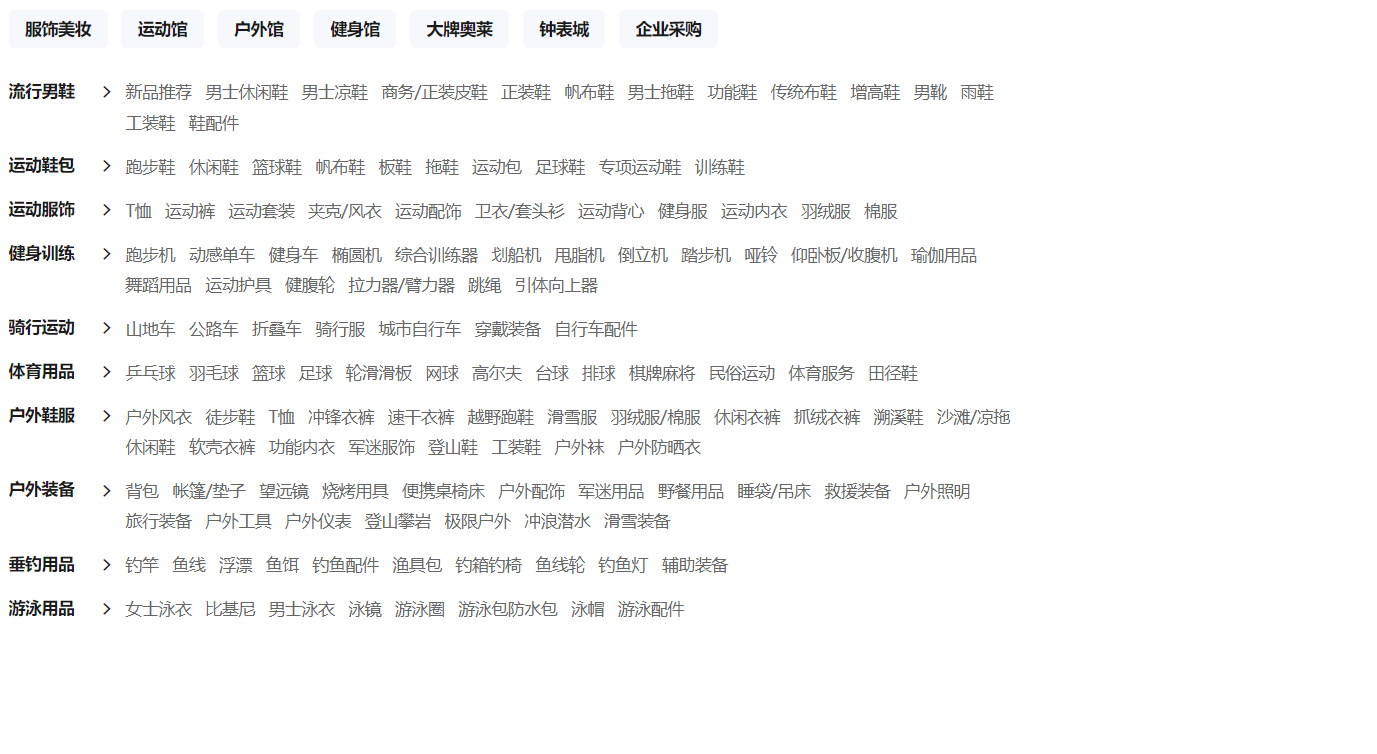 服饰美妆 运动馆 户外馆 健身馆 大牌奥莱 钟表城 企业采购
流行男鞋 > 新品推荐 男士休闲鞋 男士凉鞋 商务/正装皮鞋 正装鞋 帆布鞋 男士拖鞋 功能鞋 传统布鞋 增高鞋 男靴 雨鞋
工装鞋 鞋配件
运动鞋包 > 跑步鞋 休闲鞋 篮球鞋 帆布鞋 板鞋 拖鞋 运动包 足球鞋 专项运动鞋 训练鞋
运动服饰 > T恤 运动裤 运动套装 夹克/风衣 运动配饰 卫衣/套头衫 运动背心 健身服 运动内衣 羽绒服 棉服
健身训练 > 跑步机 动感单车 健身车 椭圆机 综合训练器 划船机 甩脂机 倒立机 踏步机 哑铃 仰卧板/收腹机 瑜伽用品
舞蹈用品 运动护具 健腹轮 拉力器/臂力器 跳绳 引体向上器
骑行运动 > 山地车 公路车 折叠车 骑行服 城市自行车 穿戴装备 自行车配件
体育用品 > 乒乓球 羽毛球 篮球 足球 轮滑滑板 网球 高尔夫 台球 排球 棋牌麻将 民俗运动 体育服务 田径鞋
户外鞋服 > 户外风衣 徒步鞋 T恤 冲锋衣裤 速干衣裤 越野跑鞋 滑雪服 羽绒服/棉服 休闲衣裤 抓绒衣裤 溯溪鞋 沙滩/凉拖
休闲鞋 软壳衣裤 功能内衣 军迷服饰 登山鞋 工装鞋 户外袜 户外防晒衣
户外装备 > 背包 帐篷/垫子 望远镜 烧烤用具 便携桌椅床 户外配饰 军迷用品 野餐用品 睡袋/吊床 救援装备 户外照明
旅行装备 户外工具 户外仪表 登山攀岩 极限户外 冲浪潜水 滑雪装备
垂钓用品 > 钓竿 鱼线 浮漂 鱼饵 钓鱼配件 渔具包 钓箱钓椅 鱼线轮 钓鱼灯 辅助装备
游泳用品 > 女士泳衣 比基尼 男士泳衣 泳镜 游泳圈 游泳包防水包 泳帽 游泳配件